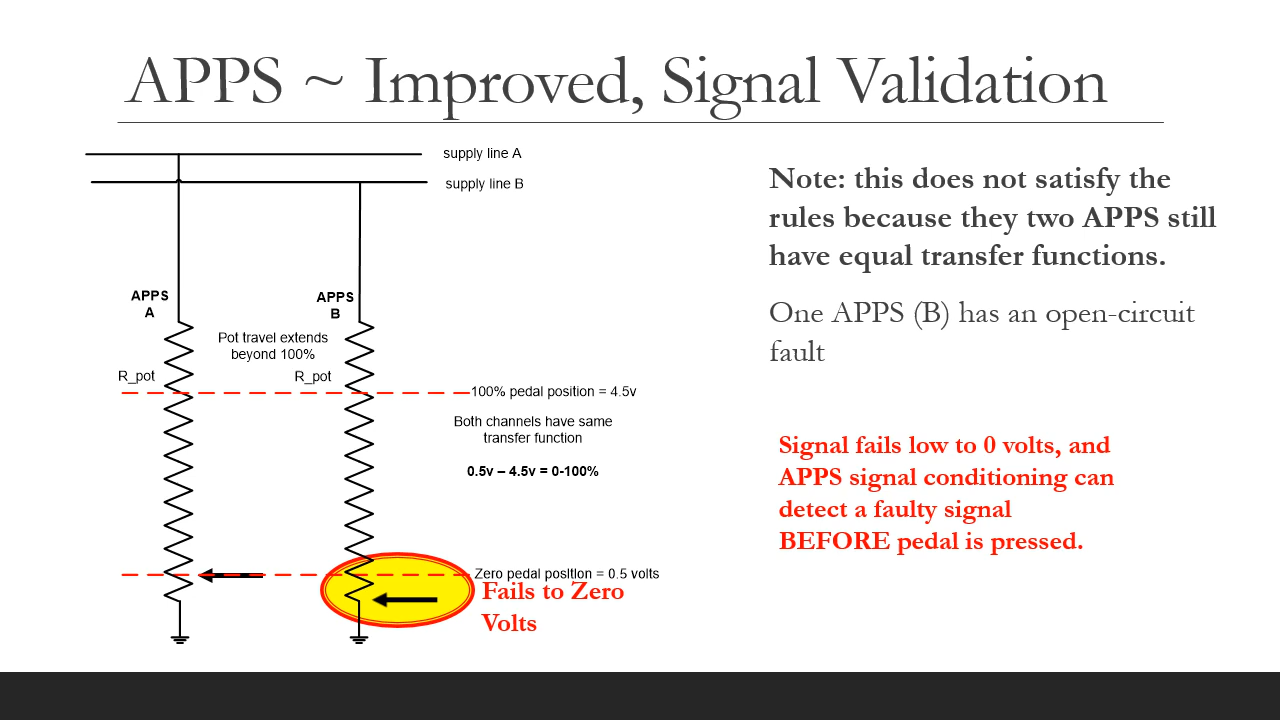 APPS ~ Improved, Signal Validation
supply line A
supply line B
APPS
A
APPS
B
Pot travel extends
beyond 100%
R_pot
R_pot
100% pedal position = 4.5v
Both channels have same
transfer function
0.5v – 4.5v = 0-100%
Zero pedal position = 0.5 volts
Fails to Zero
Volts
Note: this does not satisfy the
rules because they two APPS still
have equal transfer functions.
One APPS (B) has an open-circuit
fault
Signal fails low to 0 volts, and
APPS signal conditioning can
detect a faulty signal
BEFORE pedal is pressed.